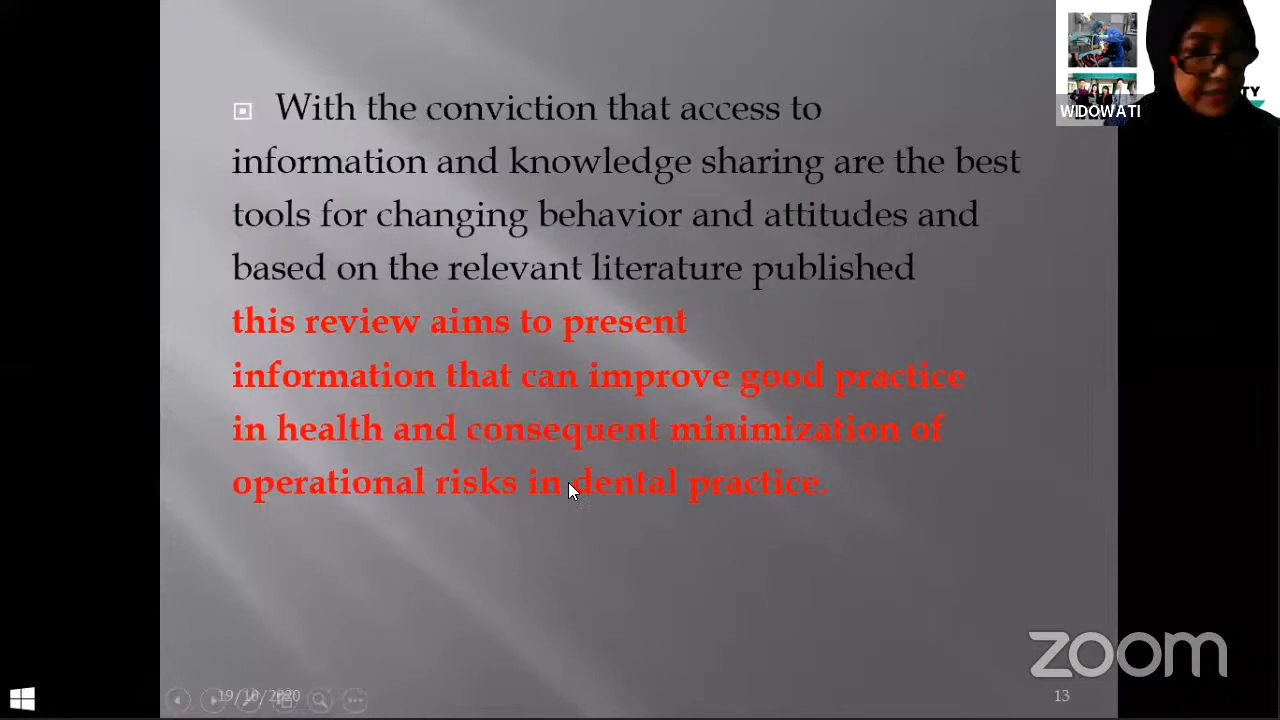 With the conviction that access to
information and knowledge sharing are the best
tools for changing behavior and attitudes and
based on the relevant literature published
this review aims to present
information that can improve good practice
in health and consequent minimization of
operational risks in dental practice.
WIDOWATI
TY
zoom
19/10/2020
13